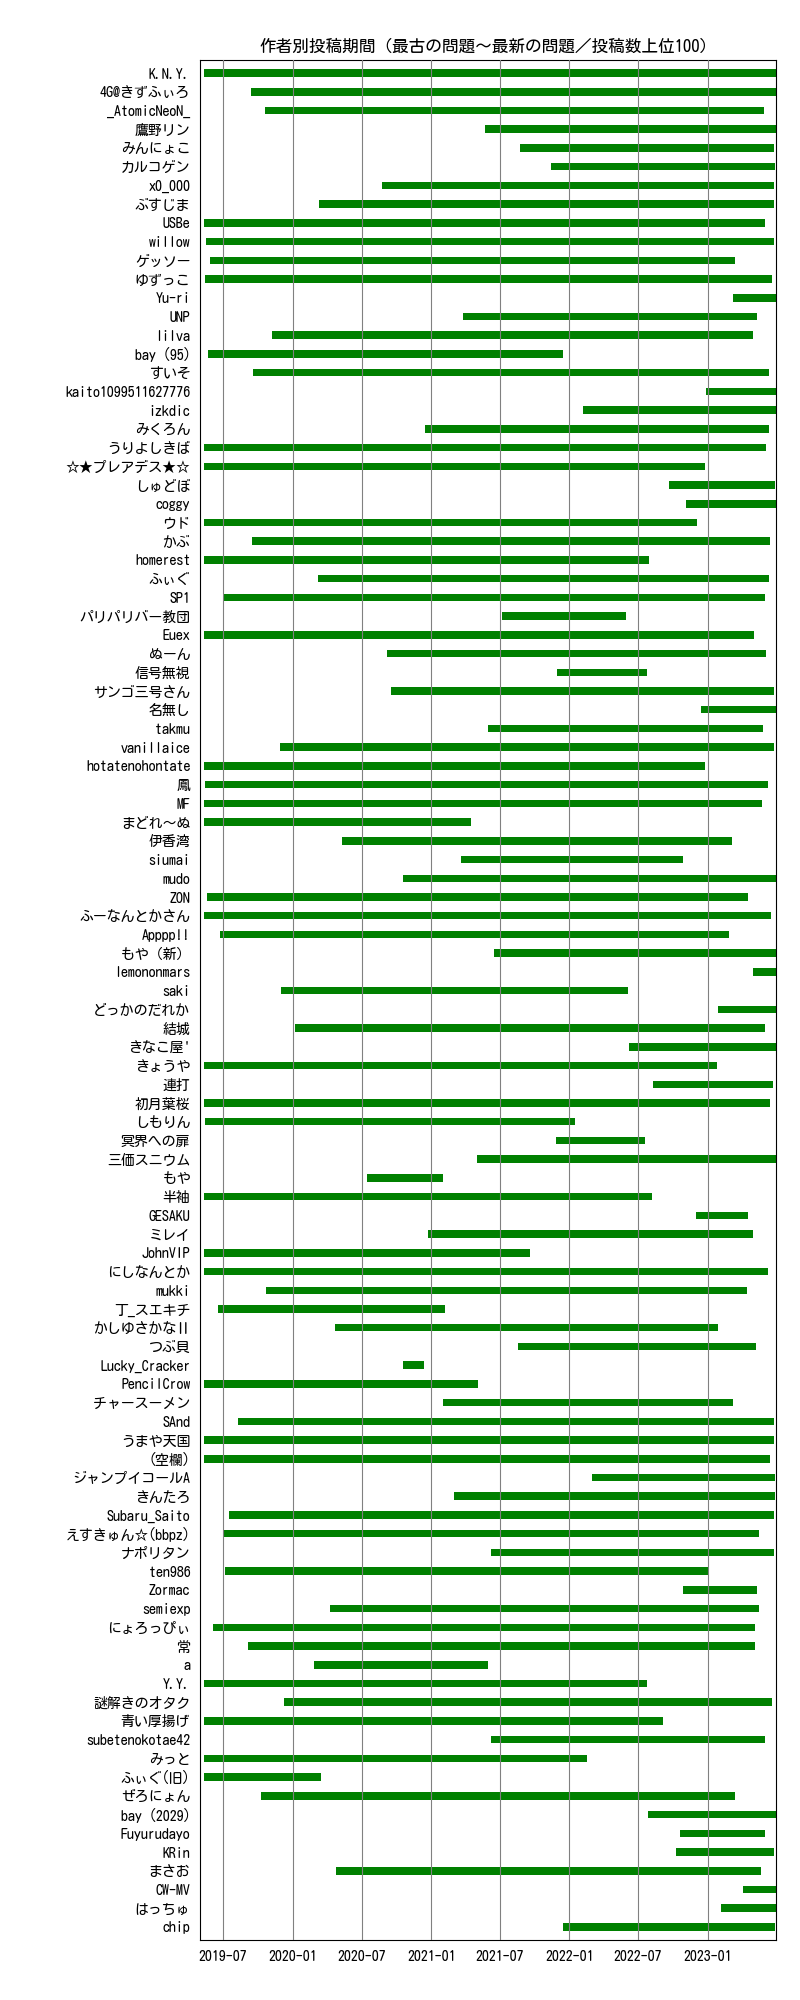 作者別投稿期間（最古の問題～最新の問題／投稿数上位100）
K.N.Y.
4G@きずふぃろ
_AtomicNeoN_
鷹野リン
みんにょこ
カルコゲン
x0_000
ぶすじま
USBe
willow
ゲッソー
ゆずっこ
Yu-ri
UNP
lilva
bay (95)
すいそ
kaito1099511627776
izkdic
みくろん
うりよしきば
☆★プレアデス★☆
しゅどぼ
coggy
ウド
かぶ
homerest
ふぃぐ
SP1
パリパリバー教団
Euex
ぬーん
信号無視
サンゴ三号さん
名無し
takmu
vanillaice
hotatenohontate
鳳
MF
まどれ～ぬ
伊香湾
siumai
mudo
ZON
ふーなんとかさん
AppppII
もや（新）
lemononmars
saki
どっかのだれか
結城
きなこ屋'
きょうや
連打
初月葉桜
しもりん
冥界への扉
三価スニウム
もや
半袖
GESAKU
ミレイ
JohnVIP
にしなんとか
mukki
丁_スエキチ
かしゆさかなⅡ
つぶ貝
Lucky_Cracker
PencilCrow
チャースーメン
SAnd
うまや天国
(空欄)
ジャンプイコールA
きんたろ
Subaru_Saito
えすきゅん☆(bbpz)
ナポリタン
ten986
Zormac
semiexp
にょろっぴぃ
常
a
Y.Y.
謎解きのオタク
青い厚揚げ
subetenokotae42
みっと
ふぃぐ(旧)
ぜろにょん
bay (2029)
Fuyurudayo
KRin
まさお
CW-MV
はっちゅ
chip
2019-07 2020-01 2020-07 2021-01 2021-07 2022-01 2022-07 2023-01